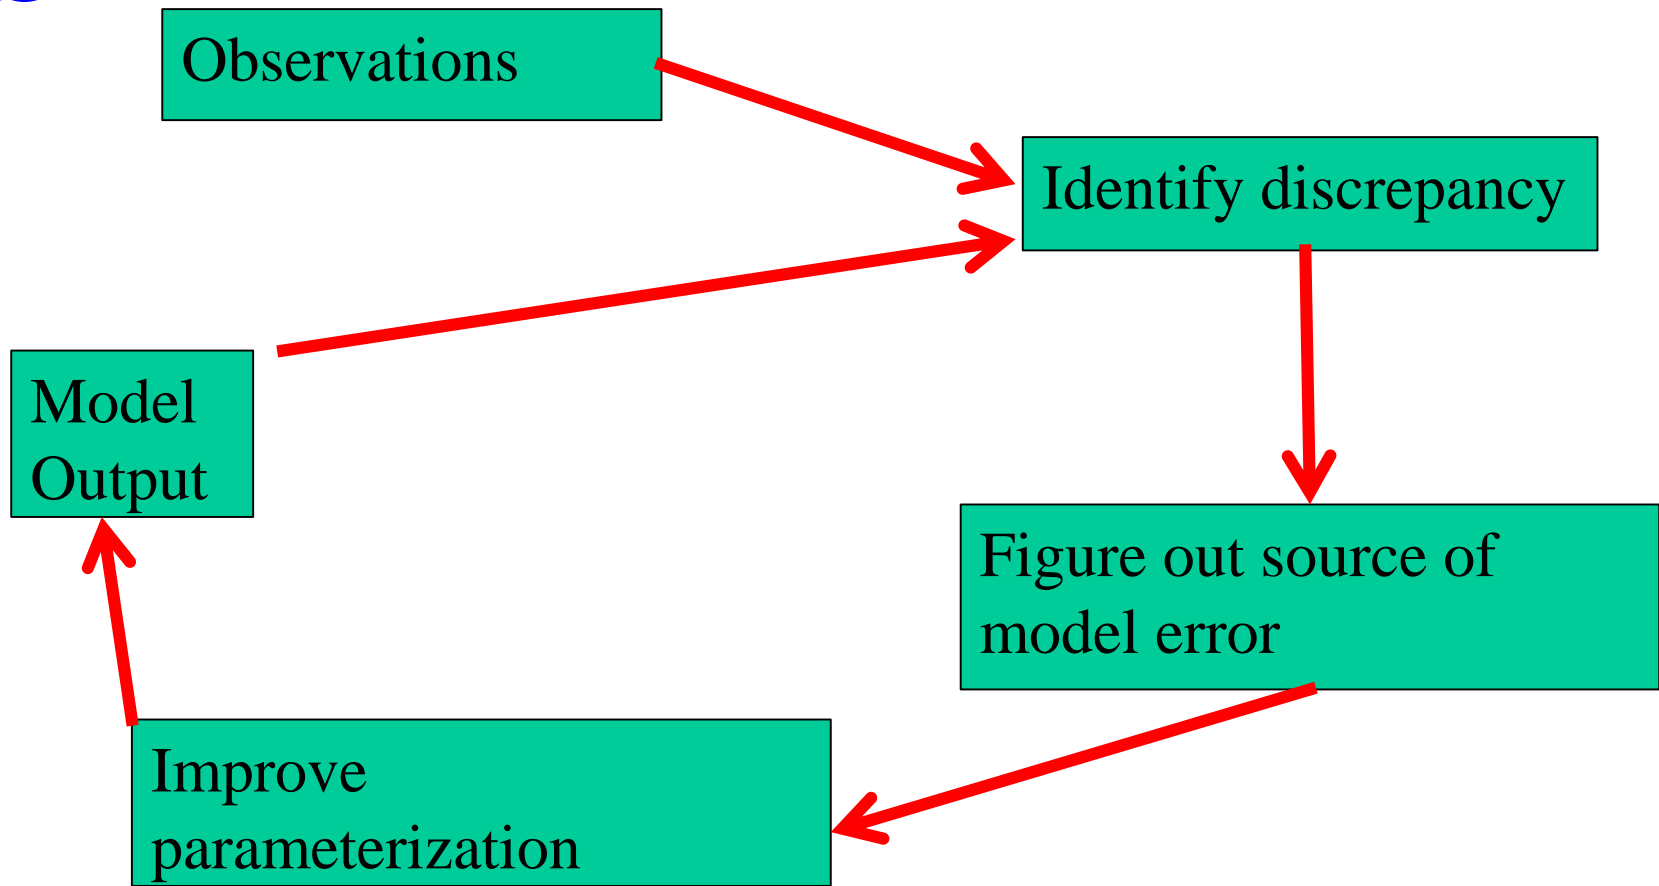 Observations
Identify discrepancy
Model
Output
Figure out source of
model error
Improve
parameterization